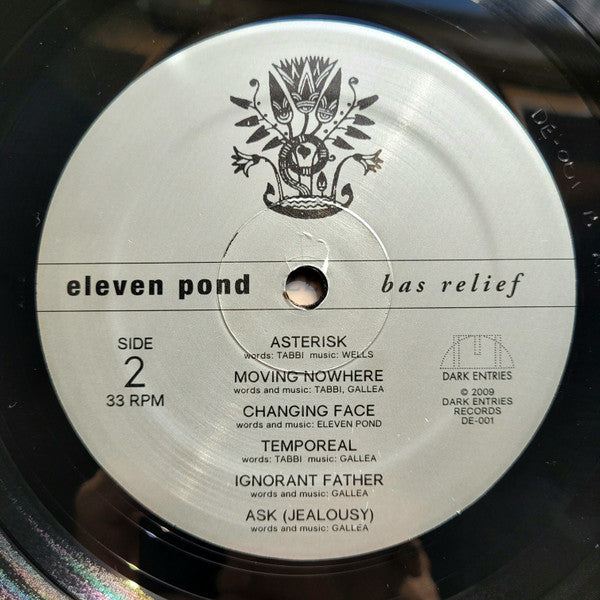 eleven pond
bas relief
SIDE
2
33 RPM
ASTERISK
words: TABBI music: WELLS
MOVING NOWHERE
words and music: TABBI, GALLEA
CHANGING FACE
words and music: ELEVEN POND
TEMPOREAL
words: TABBI music: GALLEA
IGNORANT FATHER
words and music: GALLEA
ASK (JEALOUSY)
words and music: GALLEA
DARK ENTRIES
© 2009
DARK ENTRIES
RECORDS
DE-001
DE-001